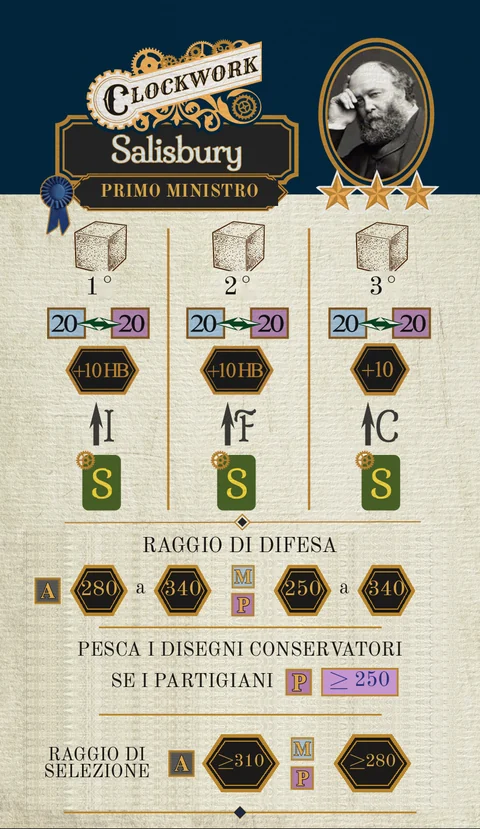 CLOCKWORK
Salisbury
PRIMO MINISTRO
1° 2° 3°
20 20 20 20 20 20
+10 HB +10 HB +10
I F C
S S S
RAGGIO DI DIFESA
A 280 a 340 M P 250 a 340
PESCA I DISEGNI CONSERVATORI
SE I PARTIGIANI P ≥ 250
RAGGIO DI
SELEZIONE A ≥310 M P ≥280